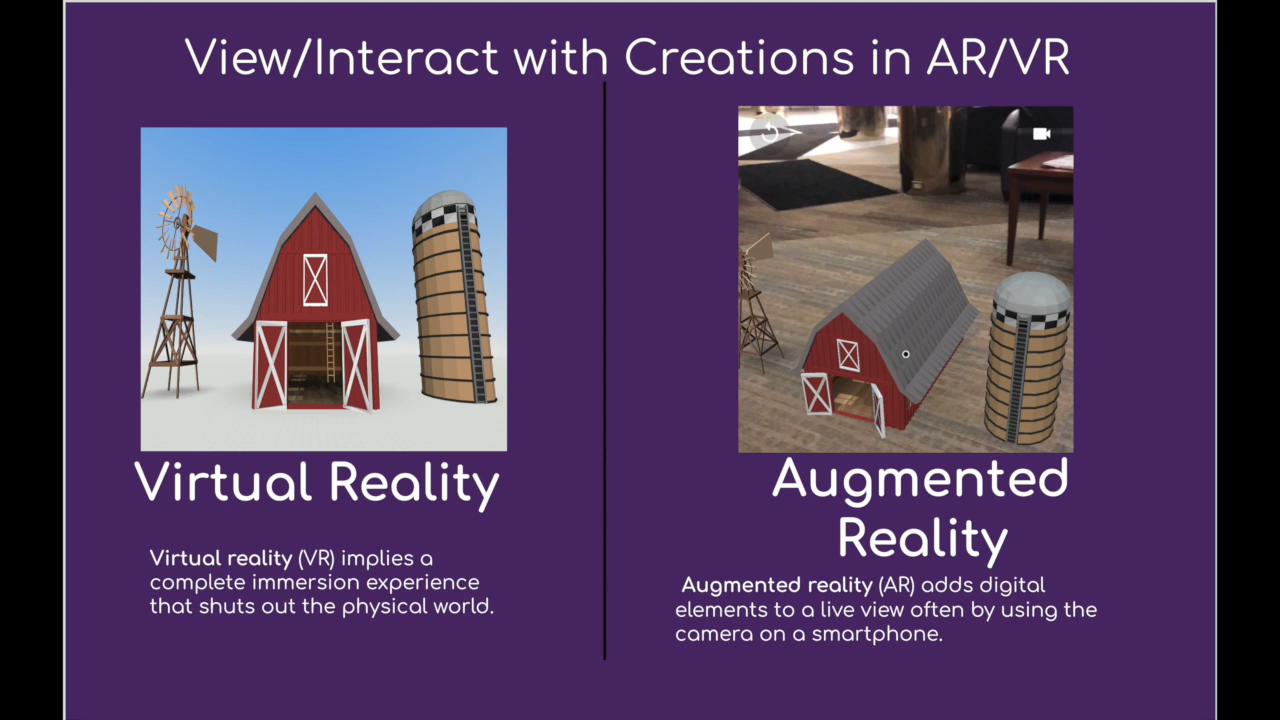 View/Interact with Creations in AR/VR
Virtual Reality
Virtual reality (VR) implies a
complete immersion experience
that shuts out the physical world.
Augmented
Reality
Augmented reality (AR) adds digital
elements to a live view often by using the
camera on a smartphone.